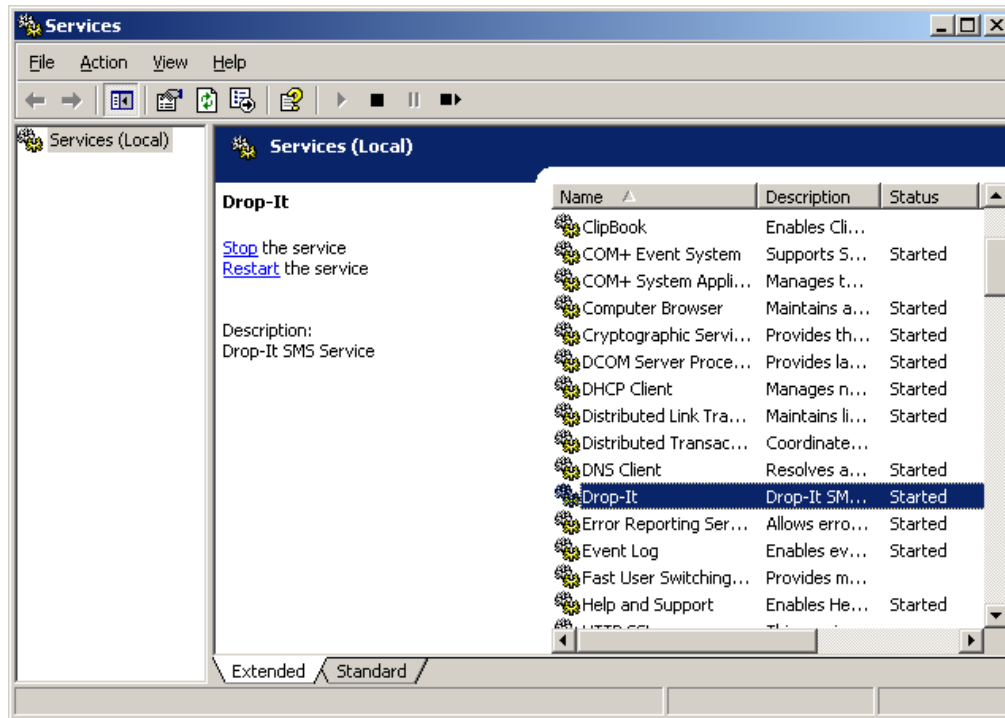 Services
File Action View Help
Services (Local)
Services (Local)
Drop-It
Stop the service
Restart the service
Description:
Drop-It SMS Service
Name Description Status
ClipBook Enables Cli...
COM+ Event System Supports S... Started
COM+ System Appli... Manages t...
Computer Browser Maintains a... Started
Cryptographic Servi... Provides th... Started
DCOM Server Proce... Provides la... Started
DHCP Client Manages n... Started
Distributed Link Tra... Maintains li... Started
Distributed Transac... Coordinate...
DNS Client Resolves a... Started
Drop-It Drop-It SM... Started
Error Reporting Ser... Allows erro... Started
Event Log Enables ev... Started
Fast User Switching... Provides m...
Help and Support Enables He... Started
Extended Standard